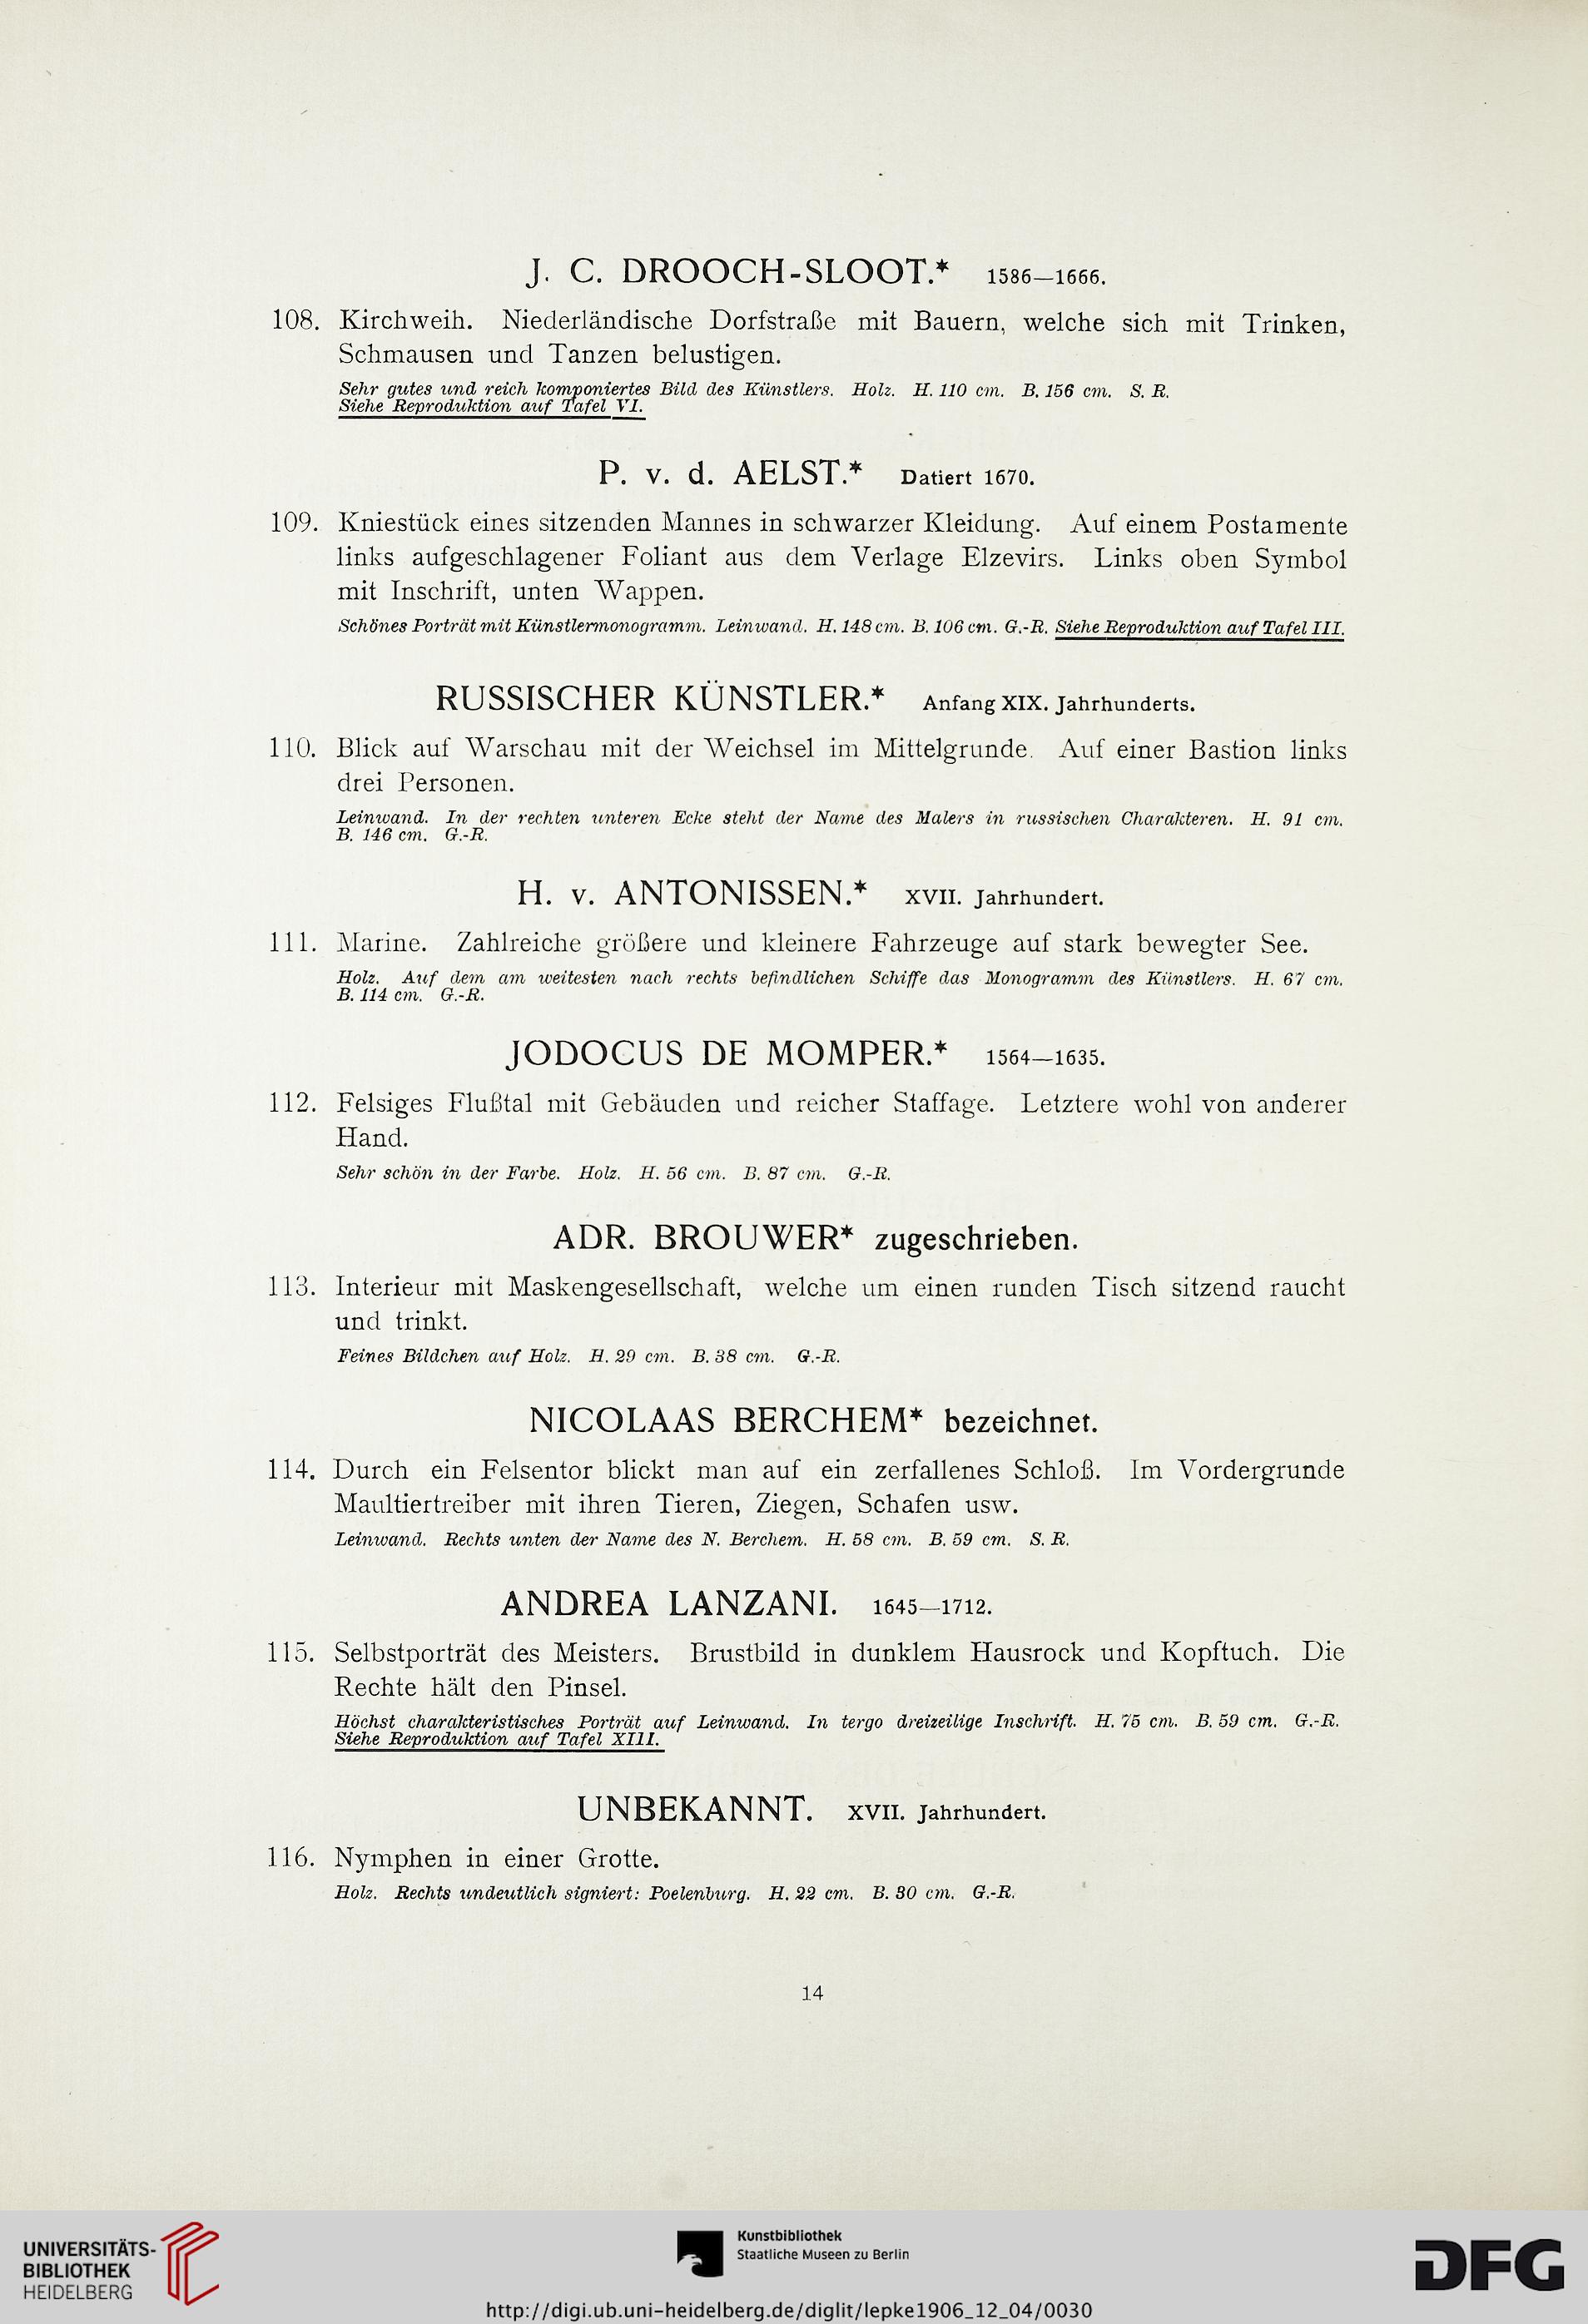 J. C. DROOCH-SLOOT.* 1586—1666.
108. Kirchweih. Niederländische Dorfstraße mit Bauern, welche sich mit Trinken,
Schmausen und Tanzen belustigen.
Sehr gutes und reich komponiertes Bild des Künstlers. Holz. H. 110 cm. B. 156 cm. S. R.
Siehe Reproduktion auf Tafel VI.
P. v. d. AELST.* Datiert 1670.
109. Kniestück eines sitzenden Mannes in schwarzer Kleidung. Auf einem Postamente
links aufgeschlagener Foliant aus dem Verlage Elzevirs. Links oben Symbol
mit Inschrift, unten Wappen.
Schönes Porträt mit Künstlermonogramm. Leinwand. H. 148 cm. B. 106 cm. G.-R. Siehe Reproduktion auf Tafel III.
RUSSISCHER KÜNSTLER.* Anfang XIX. Jahrhunderts.
110. Blick auf Warschau mit der Weichsel im Mittelgrunde. Auf einer Bastion links
drei Personen.
Leinwand. In der rechten unteren Ecke steht der Name des Malers in russischen Charakteren. H. 91 cm.
B. 146 cm. G.-R.
H. v. ANTONISSEN.* XVII. Jahrhundert.
111. Marine. Zahlreiche größere und kleinere Fahrzeuge auf stark bewegter See.
Holz. Auf dem am weitesten nach rechts befindlichen Schiffe das Monogramm des Künstlers. H. 67 cm.
B. 114 cm. G.-R.
JODOCUS DE MOMPER.* 1564—1635.
112. Felsiges Flußtal mit Gebäuden und reicher Staffage. Letztere wohl von anderer
Hand.
Sehr schön in der Farbe. Holz. H. 56 cm. B. 87 cm. G.-R.
ADR. BROUWER* zugeschrieben.
113. Interieur mit Maskengesellschaft, welche um einen runden Tisch sitzend raucht
und trinkt.
Feines Bildchen auf Holz. H. 29 cm. B. 38 cm. G.-R.
NICOLAAS BERCHEM* bezeichnet.
114. Durch ein Felsentor blickt man auf ein zerfallenes Schloß. Im Vordergrunde
Maultiertreiber mit ihren Tieren, Ziegen, Schafen usw.
Leinwand. Rechts unten der Name des N. Berchem. H. 58 cm. B. 59 cm. S. R.
ANDREA LANZANI. 1645—1712.
115. Selbstporträt des Meisters. Brustbild in dunklem Hausrock und Kopftuch. Die
Rechte hält den Pinsel.
Höchst charakteristisches Porträt auf Leinwand. In tergo dreizeilige Inschrift. H. 75 cm. B. 59 cm. G.-R.
Siehe Reproduktion auf Tafel XIII.
UNBEKANNT. XVII. Jahrhundert.
116. Nymphen in einer Grotte.
Holz. Rechts undeutlich signiert: Poelenburg. H. 22 cm. B. 30 cm. G.-R.
14
UNIVERSITÄTS-
BIBLIOTHEK
HEIDELBERG
Kunstbibliothek
Staatliche Museen zu Berlin
DFG
http://digi.ub.uni-heidelberg.de/diglit/lepke1906_12_04/0030